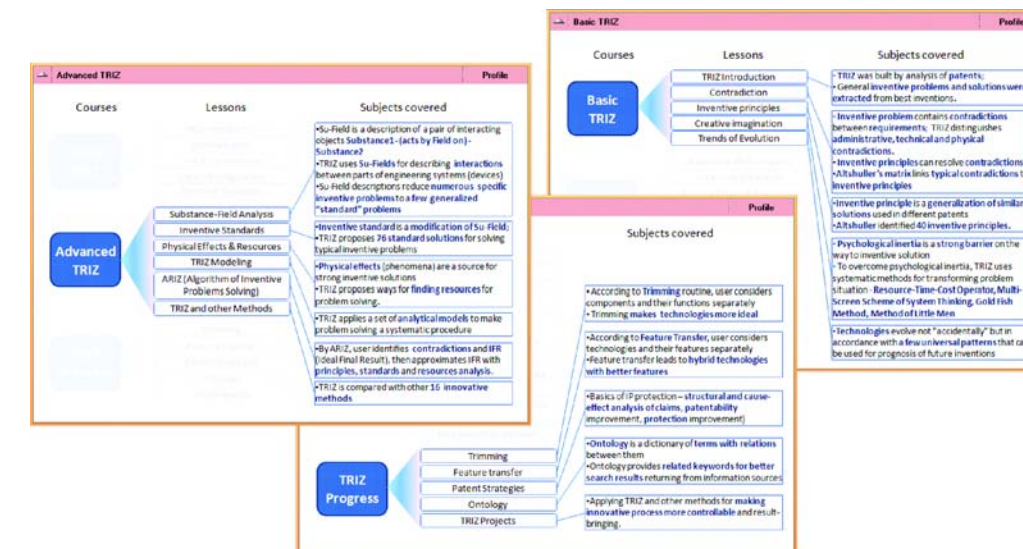 Basic TRIZ
Profile
Courses
Lessons
Subjects covered
Basic
TRIZ
TRIZ Introduction
Contradiction
Inventive principles
Creative imagination
Trends of Evolution
• TRIZ was built by analysis of patents;
• General inventive problems and solutions were
extracted from best inventions.
• Inventive problem contains contradictions
between requirements; TRIZ distinguishes
administrative, technical and physical
contradictions.
• Inventive principles can resolve contradictions
• Altshuller's matrix links typical contradictions t
inventive principles
•Inventive principle is a generalization of similar
solutions used in different patents
•Altshuller identified 40 inventive principles.
• Psychological inertia is a strong barrier on the
way to inventive solution
• To overcome psychological inertia, TRIZ uses
systematic methods for transforming problem
situation - Resource-Time-Cost Operator, Multi-
Screen Scheme of System Thinking, Gold Fish
Method, Method of Little Men
•Technologies evolve not "accidentally" but in
accordance with a few universal patterns that ca
be used for prognosis of future inventions
Advanced TRIZ
Profile
Courses
Lessons
Subjects covered
Advanced
TRIZ
Substance-Field Analysis
Inventive Standards
Physical Effects & Resources
TRIZ Modeling
ARIZ (Algorithm of Inventive
Problems Solving)
TRIZ and other Methods
•Su-Field is a description of a pair of interacting
objects Substance1-(acts by Field on)-
Substance2
•TRIZ uses Su-Fields for describing interactions
between parts of engineering systems (devices)
•Su-Field descriptions reduce numerous specific
inventive problems to a few generalized
"standard" problems
•Inventive standard is a modification of Su-Field;
•TRIZ proposes 76 standard solutions for solving
typical inventive problems
•Physical effects (phenomena) are a source for
strong inventive solutions
•TRIZ proposes ways for finding resources for
problem solving.
•TRIZ applies a set of analytical models to make
problem solving a systematic procedure
•By ARIZ, user identifies contradictions and IFR
(Ideal Final Result), then approximates IFR with
principles, standards and resources analysis.
•TRIZ is compared with other 16 innovative
methods
Profile
Subjects covered
TRIZ
Progress
Trimming
Feature transfer
Patent Strategies
Ontology
TRIZ Projects
•According to Trimming routine, user considers
components and their functions separately
• Trimming makes technologies more ideal
•According to Feature Transfer, user considers
technologies and their features separately
•Feature transfer leads to hybrid technologies
with better features
•Basics of IP protection – structural and cause-
effect analysis of claims, patentability
improvement, protection improvement)
•Ontology is a dictionary of terms with relations
between them
•Ontology provides related keywords for better
search results returning from information sources
•Applying TRIZ and other methods for making
innovative process more controllable and result-
bringing.